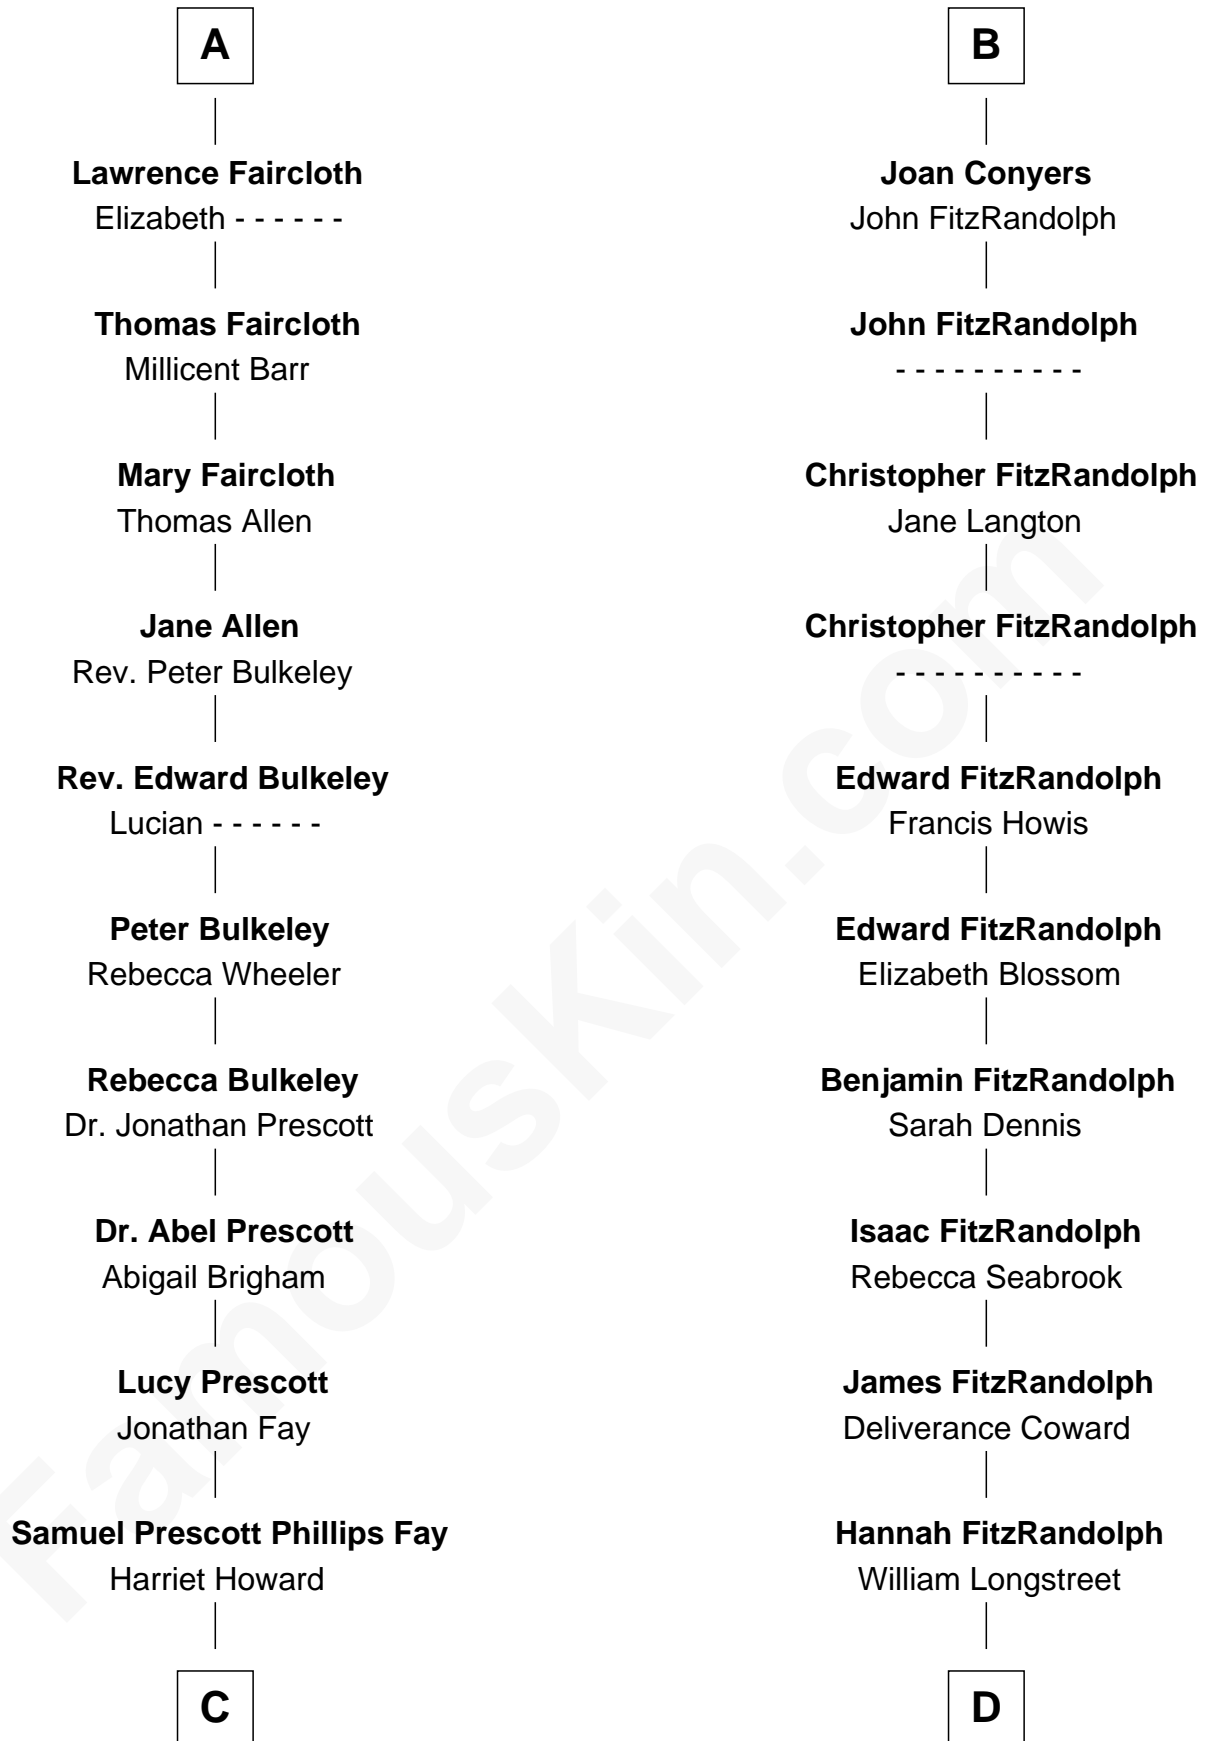 A
Lawrence Faircloth
Elizabeth - - - - - -
Thomas Faircloth
Millicent Barr
Mary Faircloth
Thomas Allen
Jane Allen
Rev. Peter Bulkeley
Rev. Edward Bulkeley
Lucian - - - - - -
Peter Bulkeley
Rebecca Wheeler
Rebecca Bulkeley
Dr. Jonathan Prescott
Dr. Abel Prescott
Abigail Brigham
Lucy Prescott
Jonathan Fay
Samuel Prescott Phillips Fay
Harriet Howard
C
B
Joan Conyers
John FitzRandolph
John FitzRandolph
- - - - - - - - - -
Christopher FitzRandolph
Jane Langton
Christopher FitzRandolph
- - - - - - - - - -
Edward FitzRandolph
Francis Howis
Edward FitzRandolph
Elizabeth Blossom
Benjamin FitzRandolph
Sarah Dennis
Isaac FitzRandolph
Rebecca Seabrook
James FitzRandolph
Deliverance Coward
Hannah FitzRandolph
William Longstreet
D
FamousKin.com